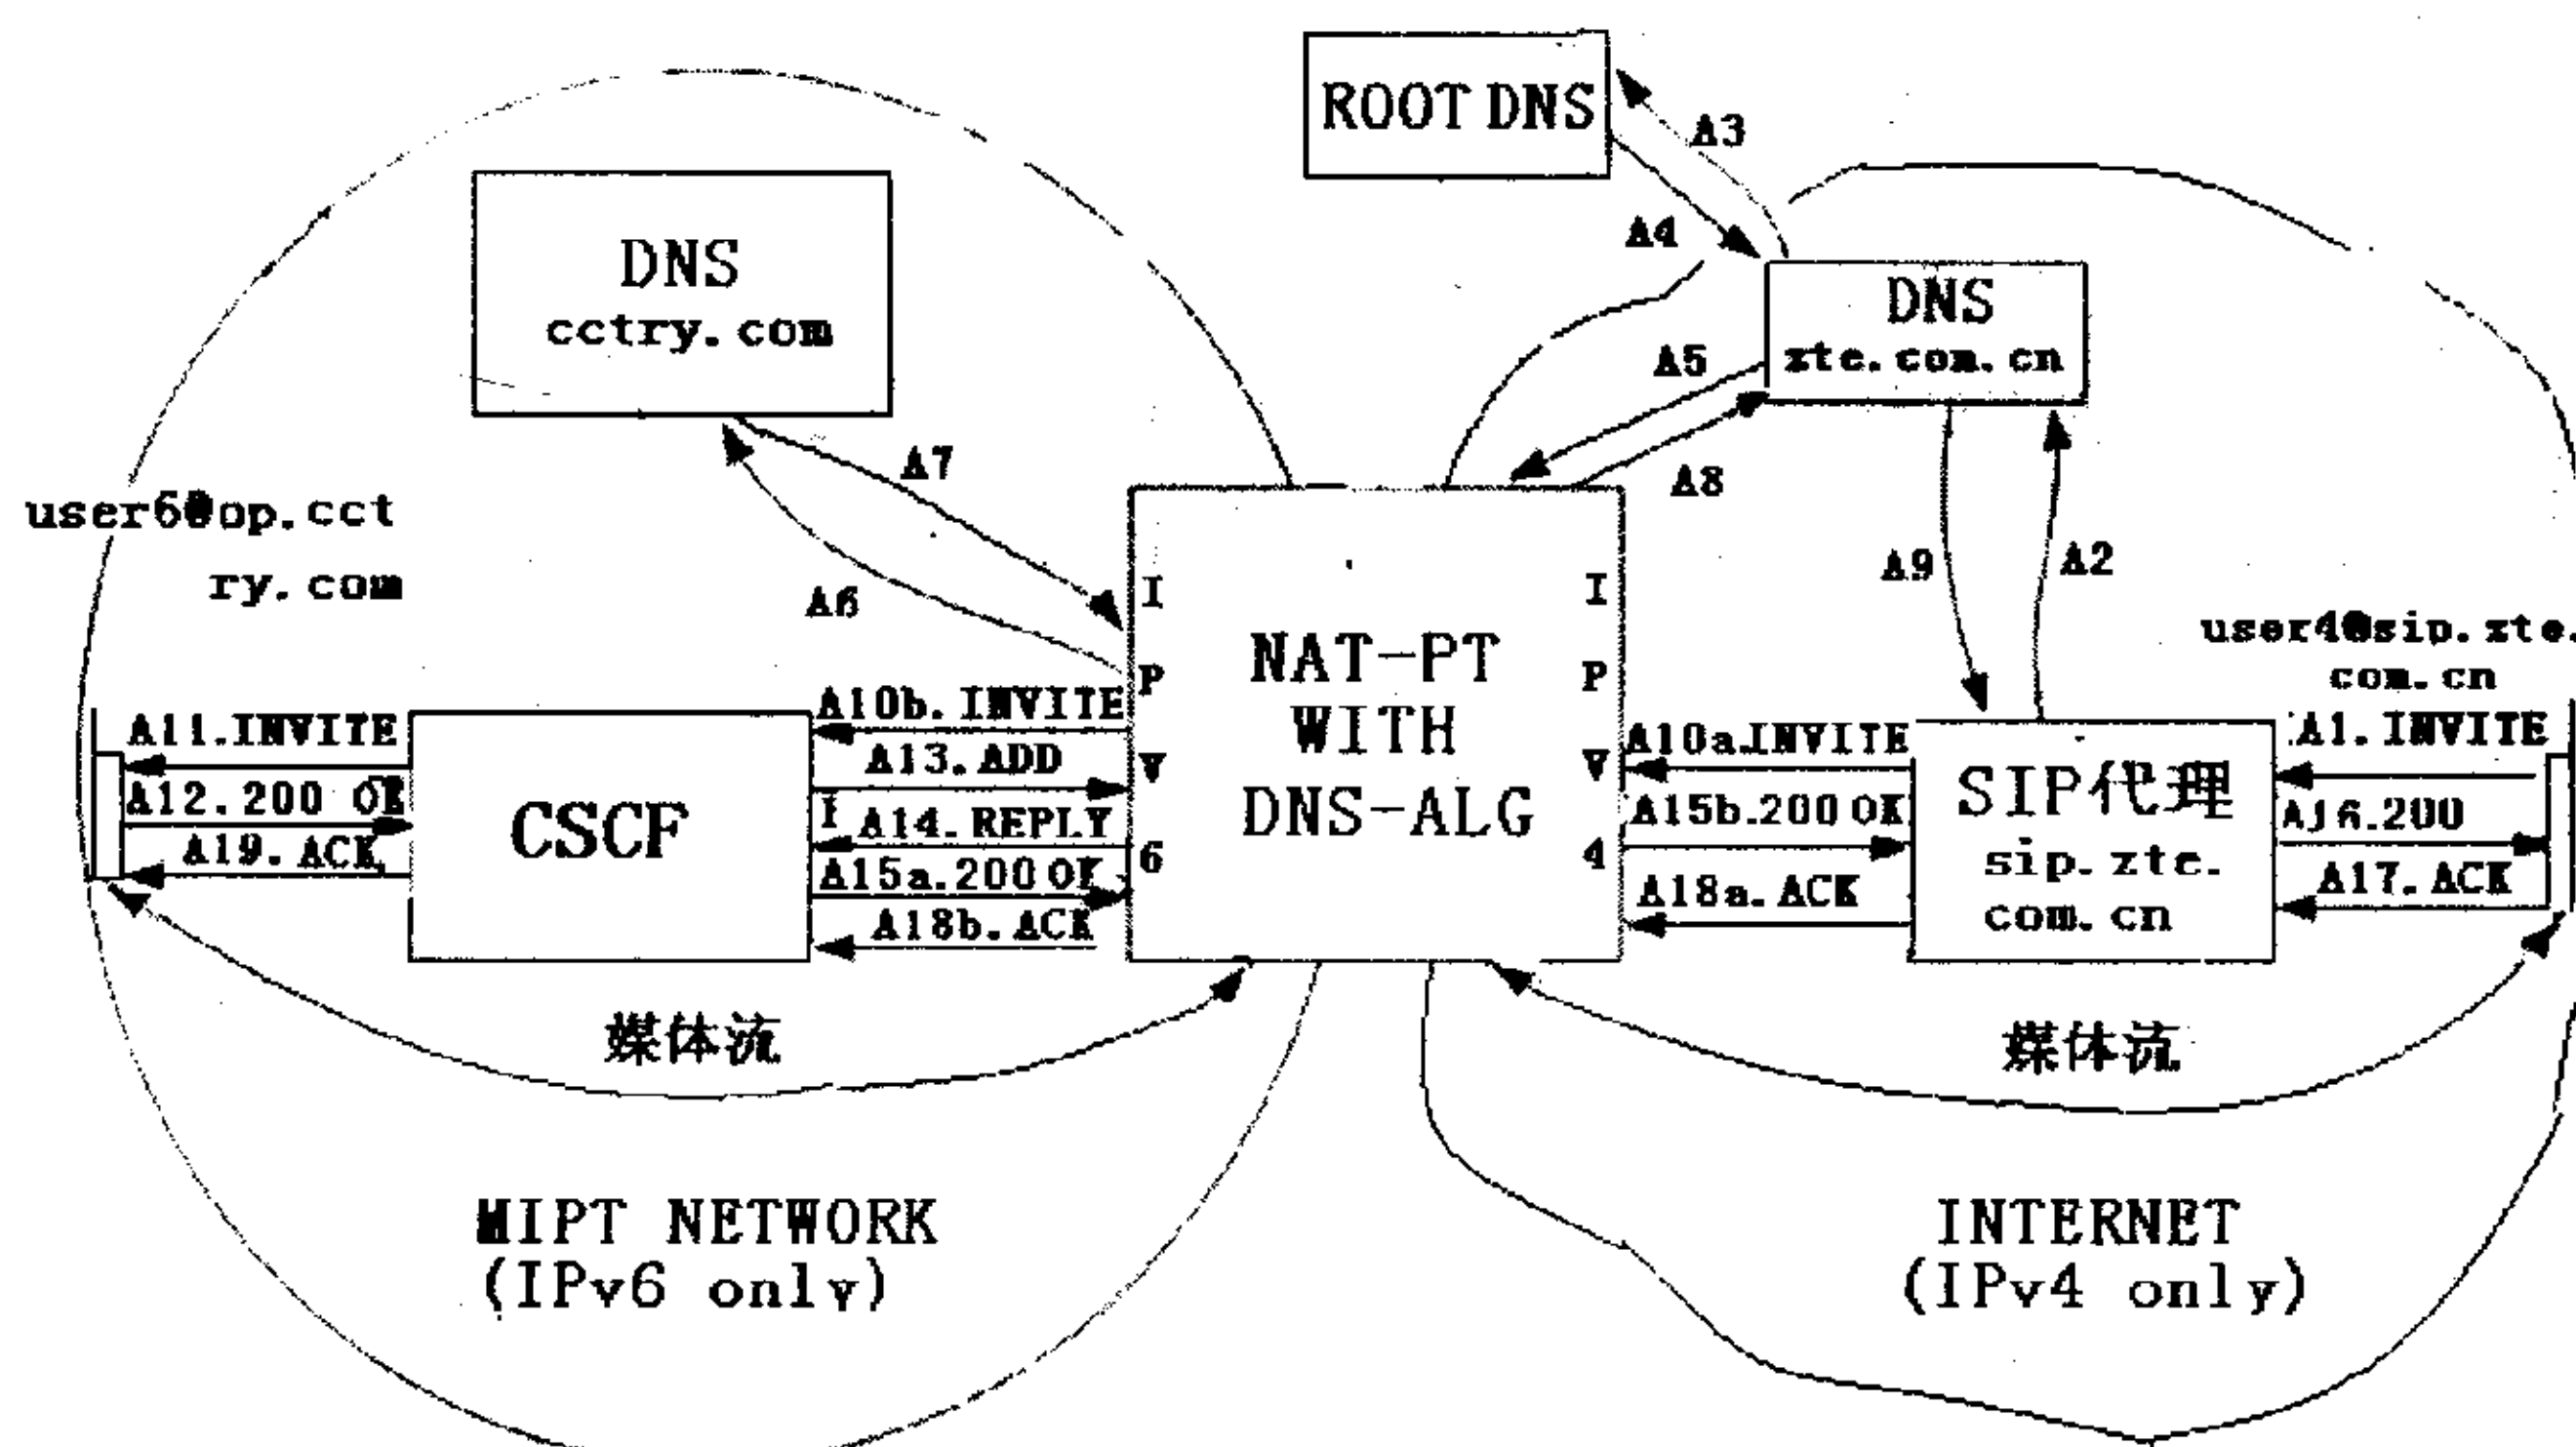 ROOT DNS
A3
A4
DNS
cctry.com
DNS
zte.com.cn
A5
A8
A7
A6
A9
A2
user6@op.cct
ry.com
user4@sip.zte.
com.cn
I
P
V
6
NAT-PT
WITH
DNS-ALG
I
P
V
4
A11.INVITE
A12.200 OK
A19.ACK
CSCF
A10b.INVITE
A13.ADD
I
A14.REPLY
A15a.200 OK
A18b.ACK
A10a.INVITE
A15b.200 OK
A18a.ACK
SIP代理
sip.zte.
com.cn
A1.INVITE
A16.200
A17.ACK
媒体流
媒体流
MIPT NETWORK
(IPv6 only)
INTERNET
(IPv4 only)